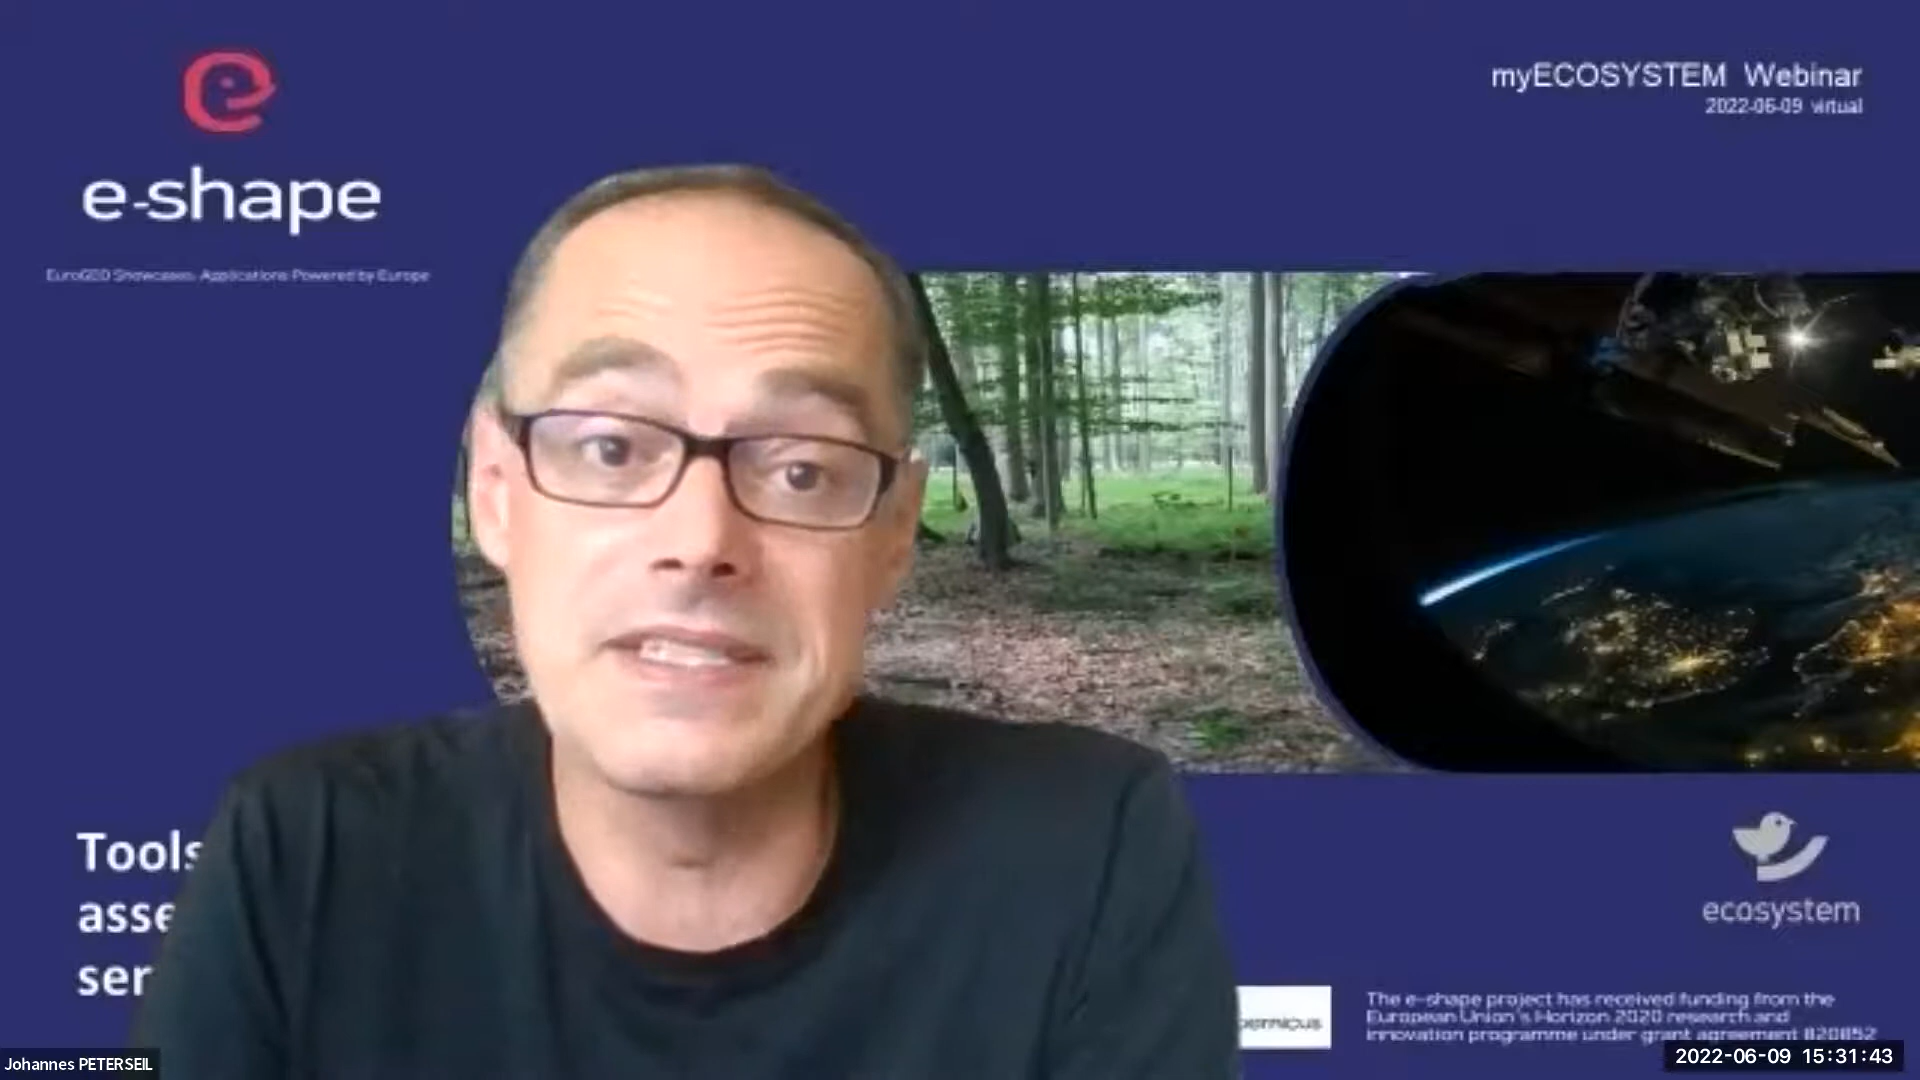 e-shape
EuroGEO Showcases: Applications Powered by Europe
myECOSYSTEM Webinar
2022-06-09 virtual
Tools
asse
ser
ecosystem
pernicus
The e-shape project has received funding from the
European Union's Horizon 2020 research and
innovation programme under grant agreement 820852
Johannes PETERSEIL
2022-06-09 15:31:43